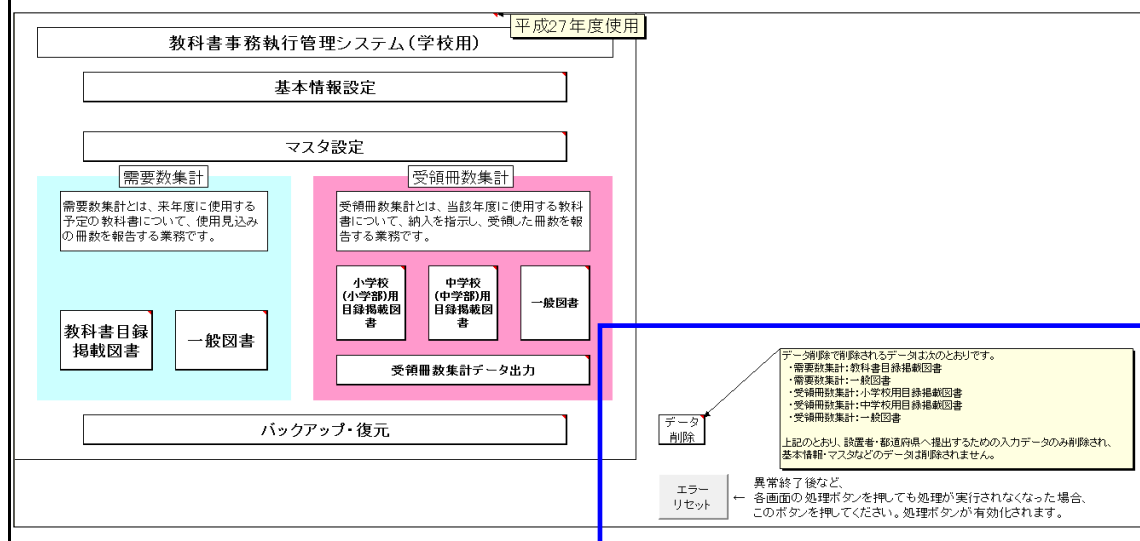 平成27年度使用
教科書事務執行管理システム(学校用)
基本情報設定
マスタ設定
需要数集計
需要数集計とは、来年度に使用する
予定の教科書について、使用見込み
の冊数を報告する業務です。
教科書目録
掲載図書
一般図書
受領冊数集計
受領冊数集計とは、当該年度に使用する教科
書について、納入を指示し、受領した冊数を報
告する業務です。
小学校
(小学部)用
目録掲載図
書
中学校
(中学部)用
目録掲載図
書
一般図書
受領冊数集計データ出力
バックアップ・復元
データ
削除
データ削除で削除されるデータは次のとおりです。
・需要数集計:教科書目録掲載図書
・需要数集計:一般図書
・受領冊数集計:小学校用目録掲載図書
・受領冊数集計:中学校用目録掲載図書
・受領冊数集計:一般図書
上記のとおり、設置者・都道府県へ提出するための入力データのみ削除され、
基本情報・マスタなどのデータは削除されません。
エラー
リセット
← 異常終了後など、
各画面の処理ボタンを押しても処理が実行されなくなった場合、
このボタンを押してください。処理ボタンが有効化されます。